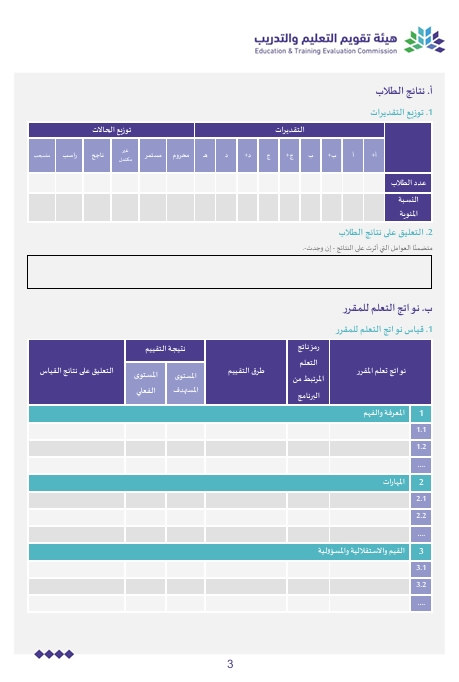 هيئة تقويم التعليم والتدريب
Education & Training Evaluation Commission
أ. نتائج الطلاب
1. توزيع التقديرات
التقديرات توزيع الحالات
أ+ أ ب+ ب ج+ ج د+ د هـ محروم مستمر غير مكتمل ناجح راسب منسحب
عدد الطلاب
النسبة
المئوية
2. التعليق على نتائج الطلاب
متضمنًا العوامل التي أثرت على النتائج - إن وجدت-.
ب. نواتج التعلم للمقرر
1. قياس نواتج التعلم للمقرر
نواتج تعلم المقرر
رمز ناتج
التعلم
المرتبط من
البرنامج
طرق التقييم
نتيجة التقييم
المستوى
المستهدف
المستوى
الفعلي
التعليق على نتائج القياس
1 المعرفة والفهم
1.1
1.2
....
2 المهارات
2.1
2.2
....
3 القيم والاستقلالية والمسؤولية
3.1
3.2
....
3